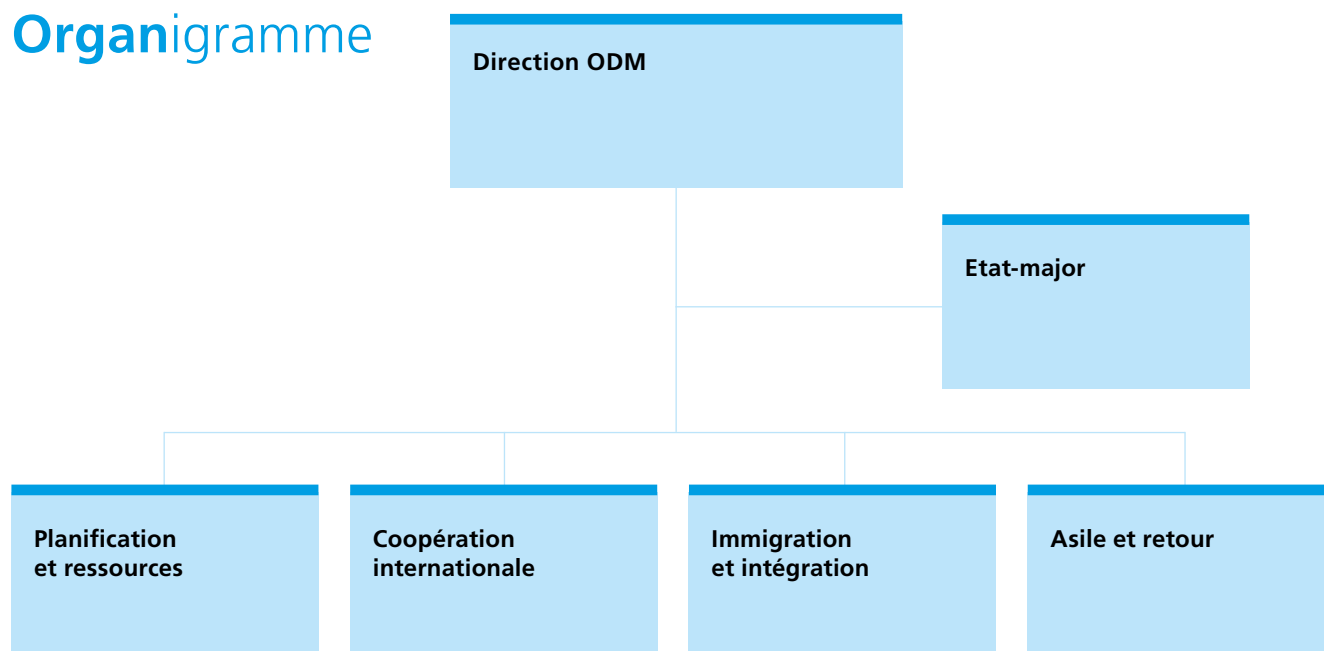 Organigramme
Direction ODM
Etat-major
Planification
et ressources
Coopération
internationale
Immigration
et intégration
Asile et retour